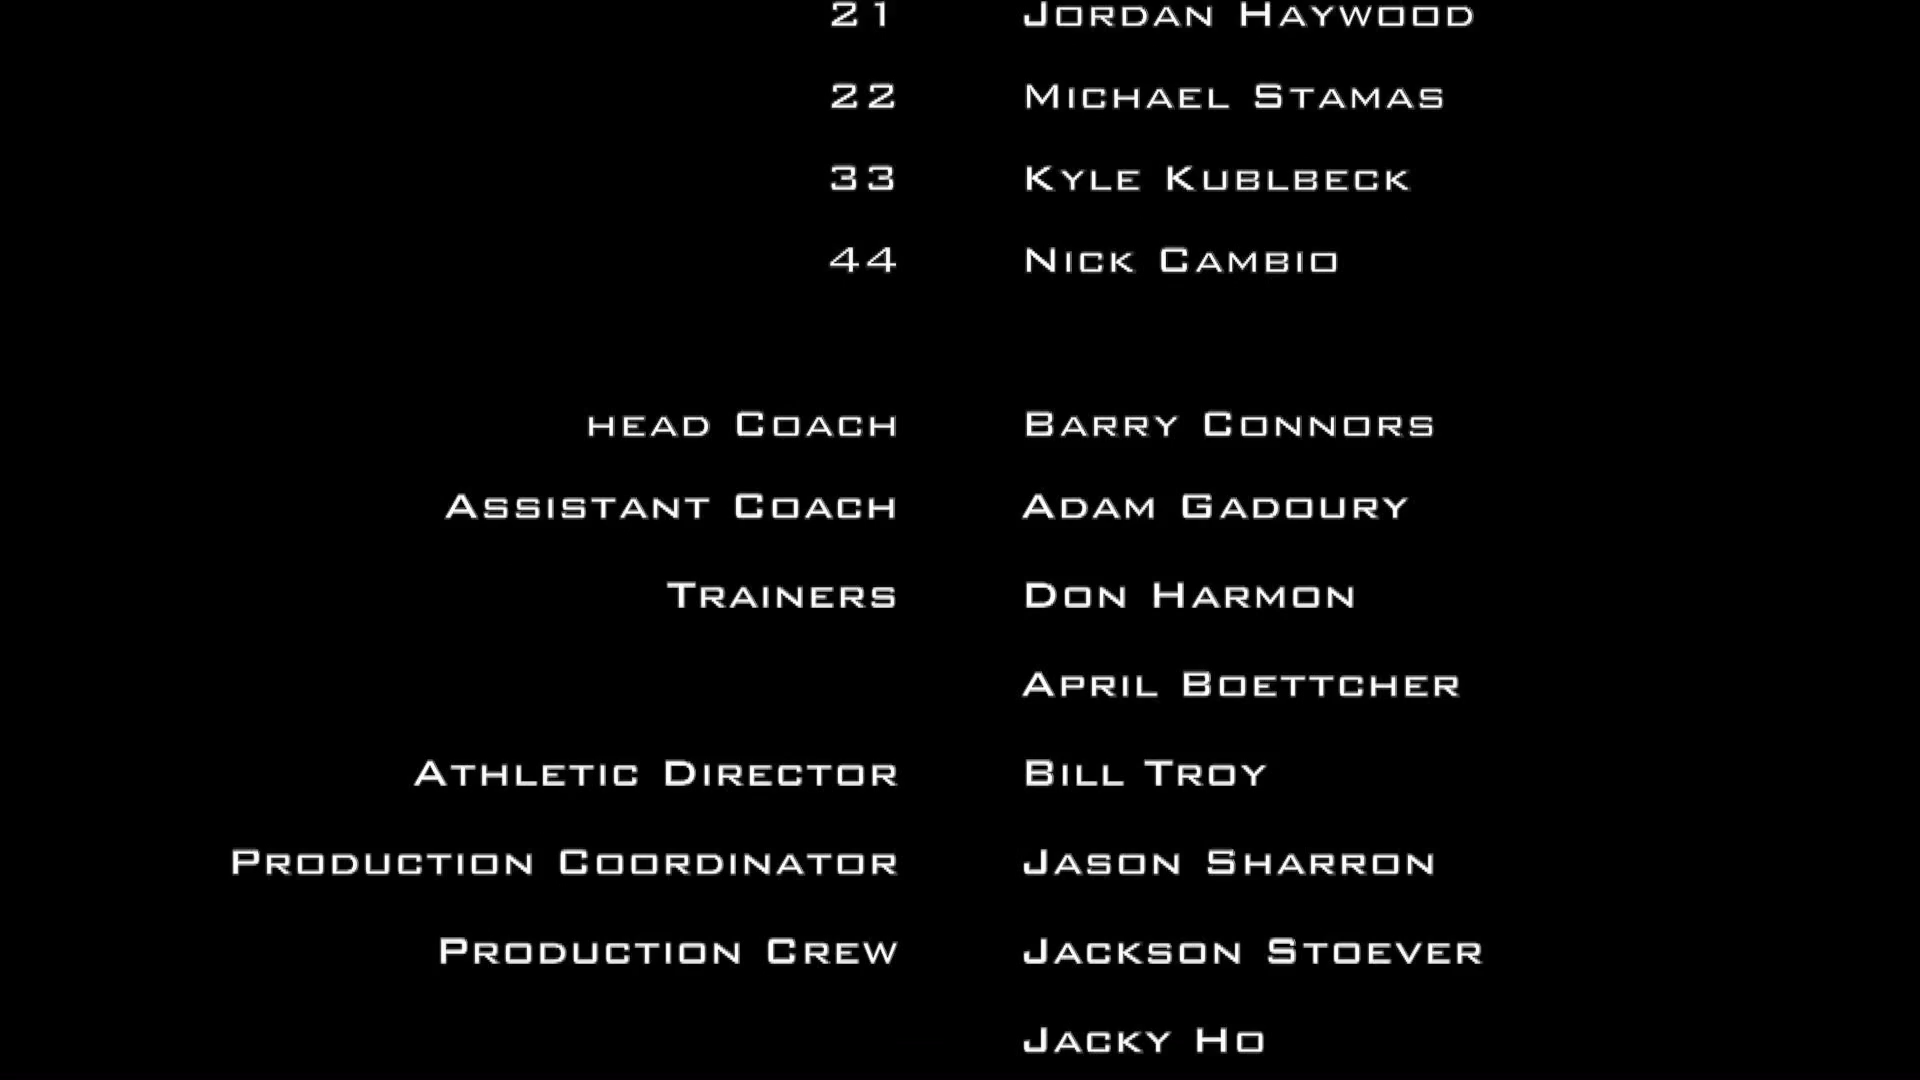 21 Jordan Haywood
22 Michael Stamas
33 Kyle Kublbeck
44 Nick Cambio
head Coach Barry Connors
Assistant Coach Adam Gadoury
Trainers Don Harmon
April Boettcher
Athletic Director Bill Troy
Production Coordinator Jason Sharron
Production Crew Jackson Stoever
Jacky Ho